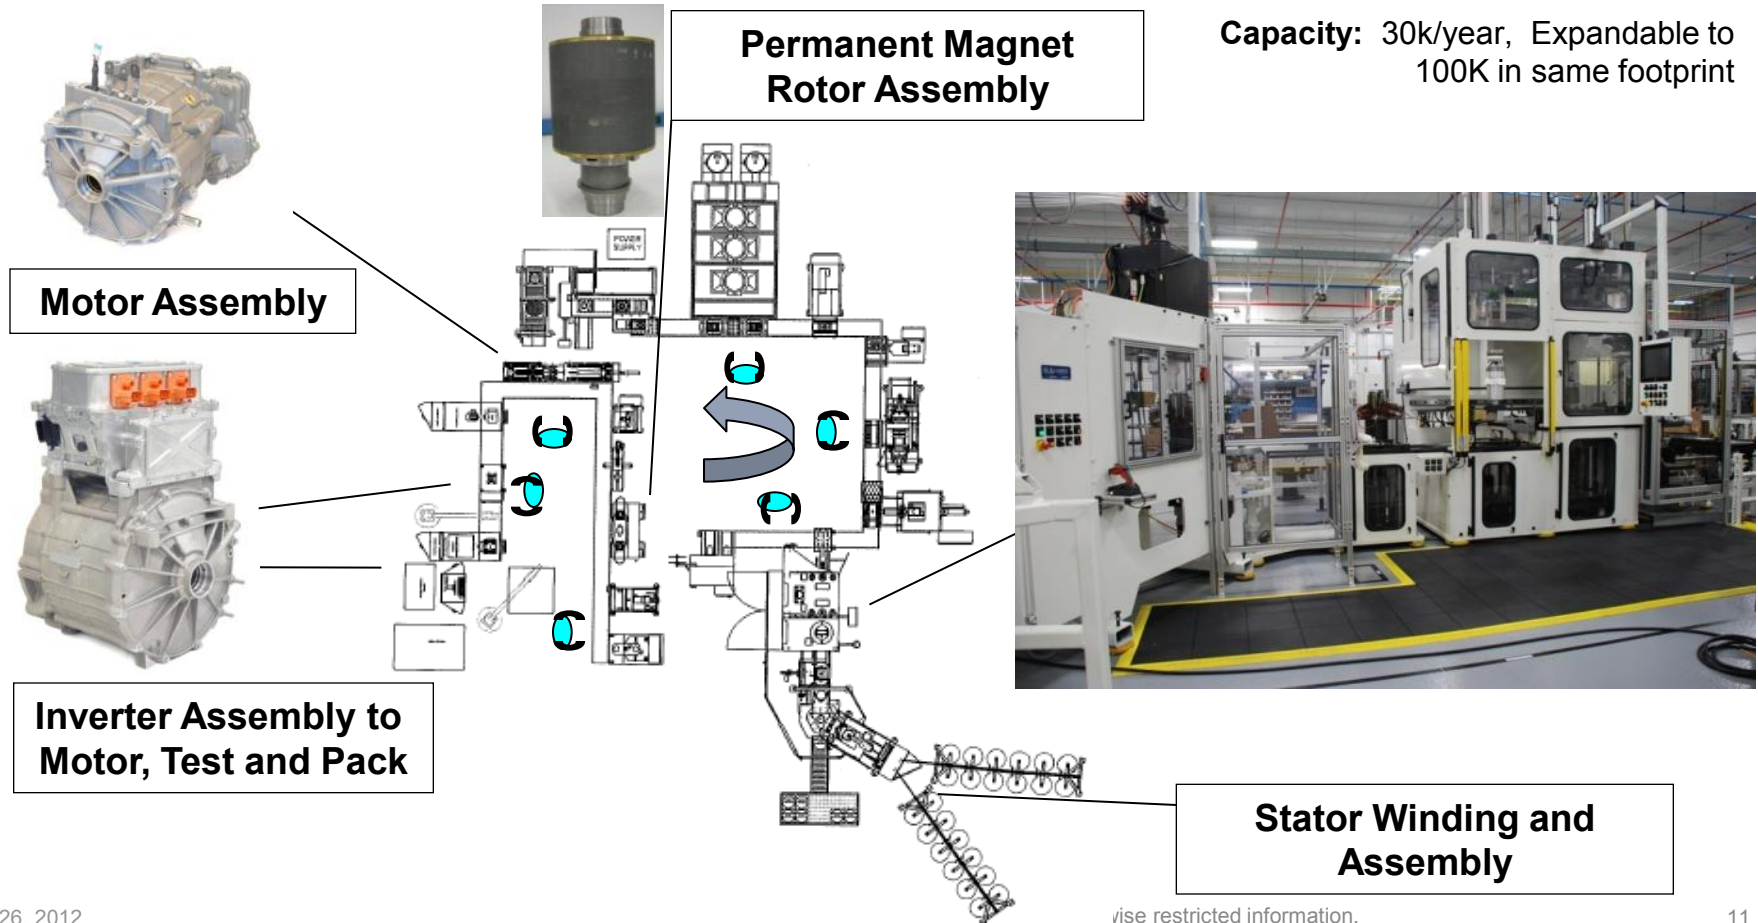 Permanent Magnet
Rotor Assembly
Capacity: 30k/year, Expandable to
100K in same footprint
POWER
SUPPLY
Motor Assembly
Inverter Assembly to
Motor, Test and Pack
Stator Winding and
Assembly
26, 2012
wise restricted information.
11